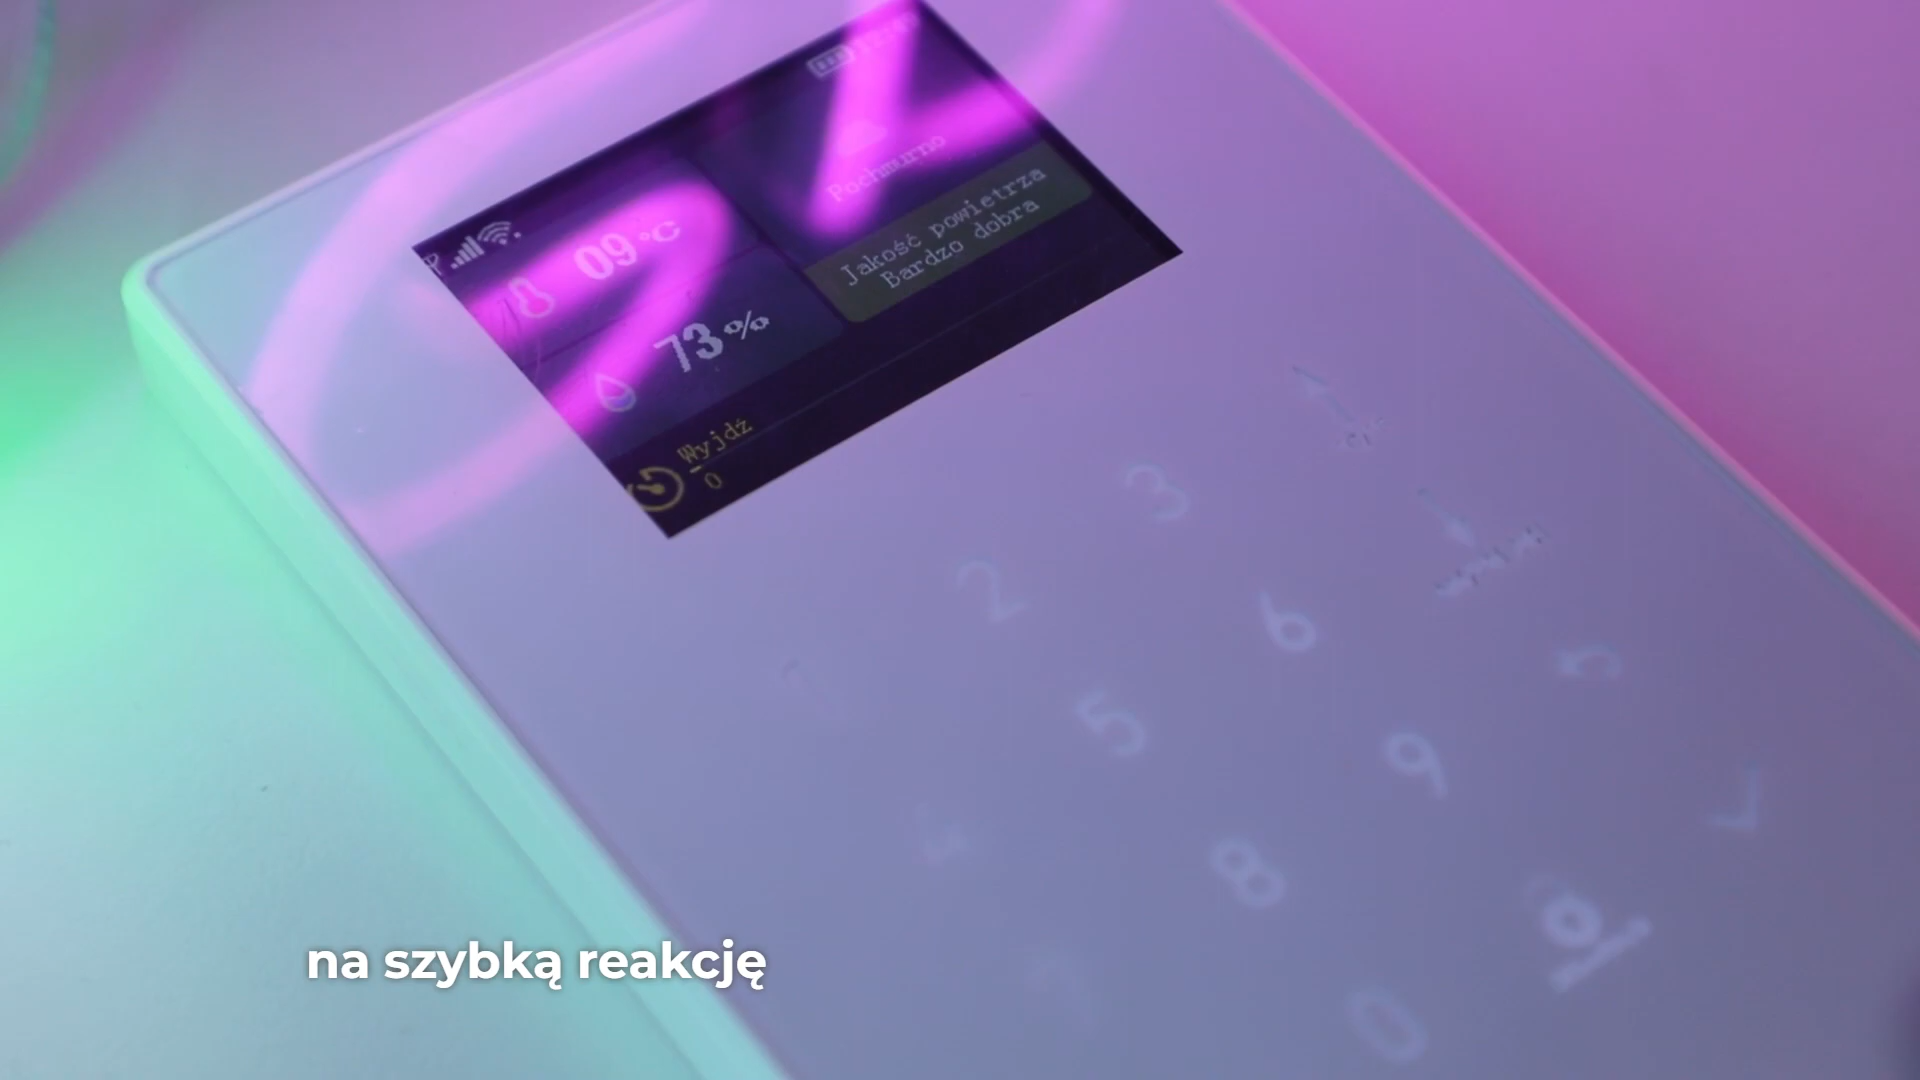 09 °C
Pochmurno
Jakość powietrza
Bardzo dobra
73 %
Wyjdź
0
2
3
5
6
8
9
0
na szybką reakcję